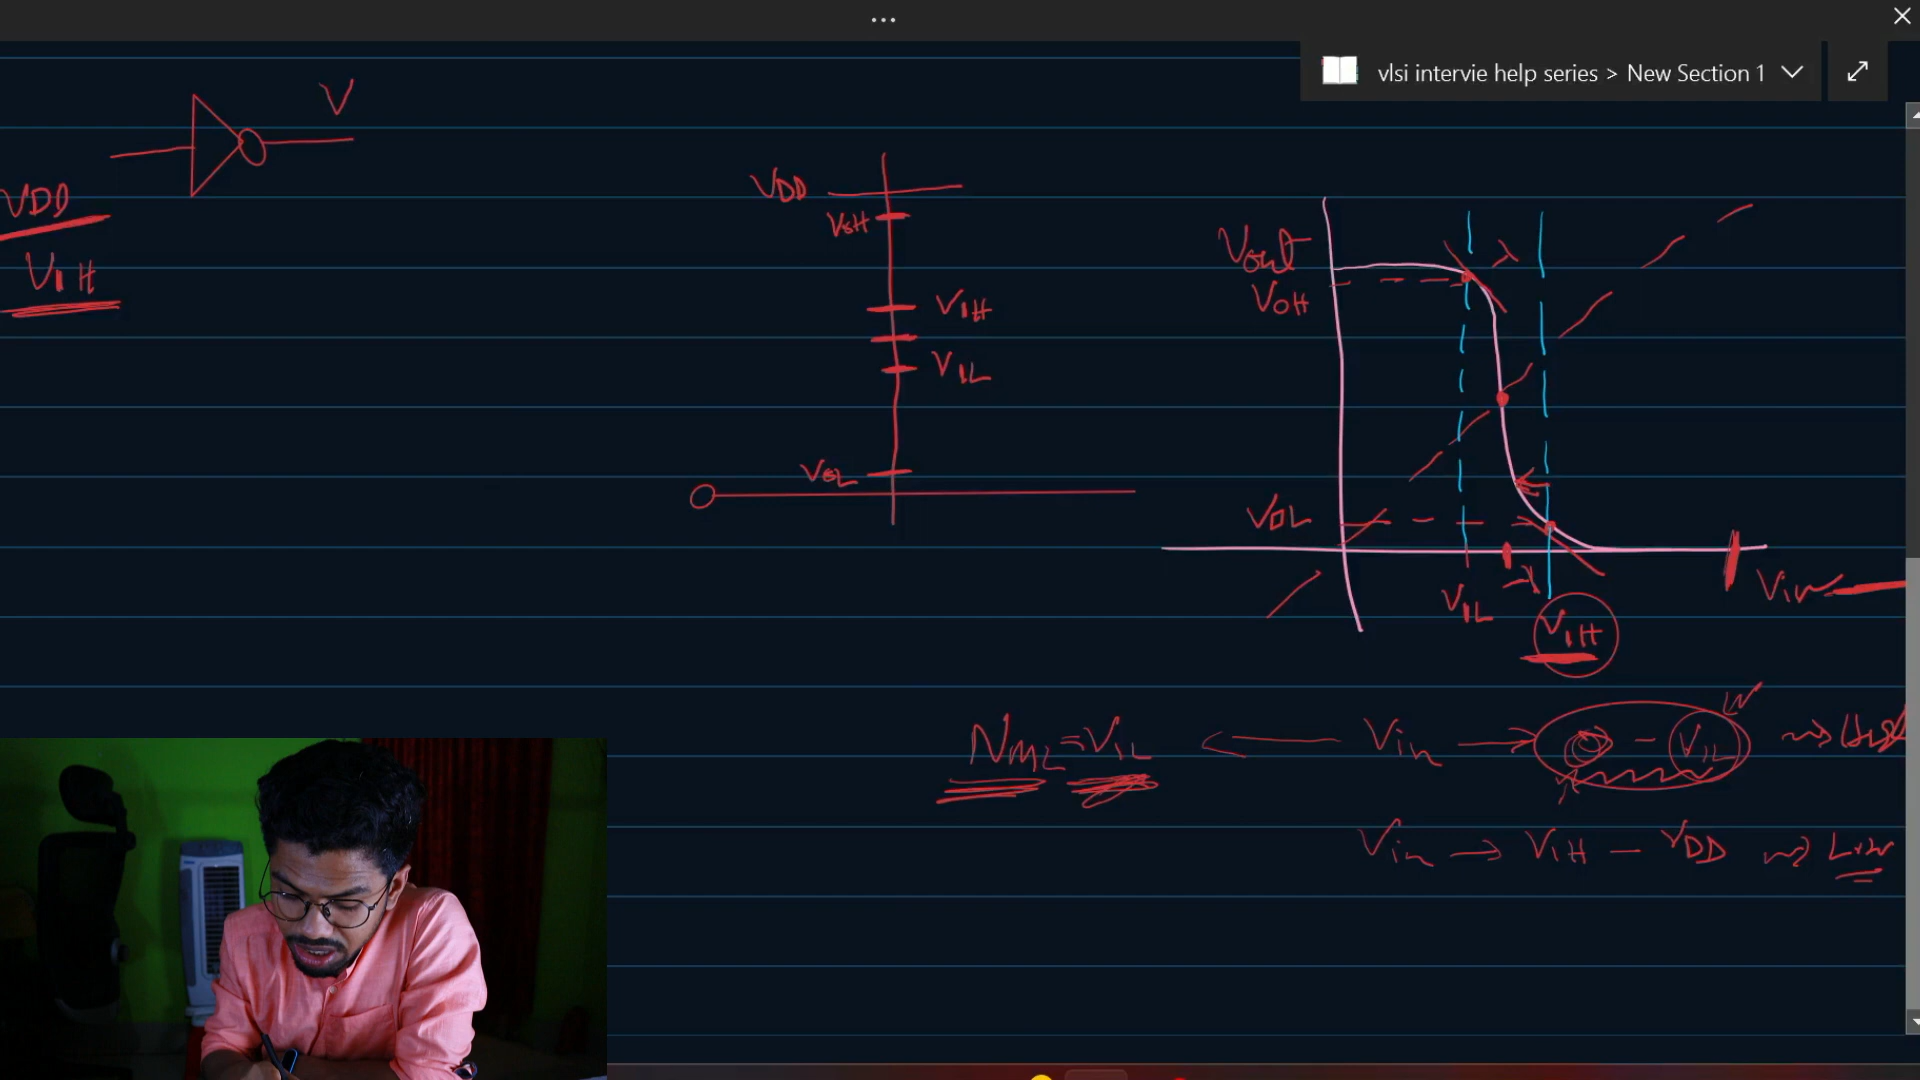 vlsi intervie help series > New Section 1
V
VDD
VIH
VDD
VOH
VIH
VIL
VOL
Vout
VOH
VOL
VIL
VIH
Vin
NML = VIL
Vin → - VIL
Vin → VIH - VDD → Low